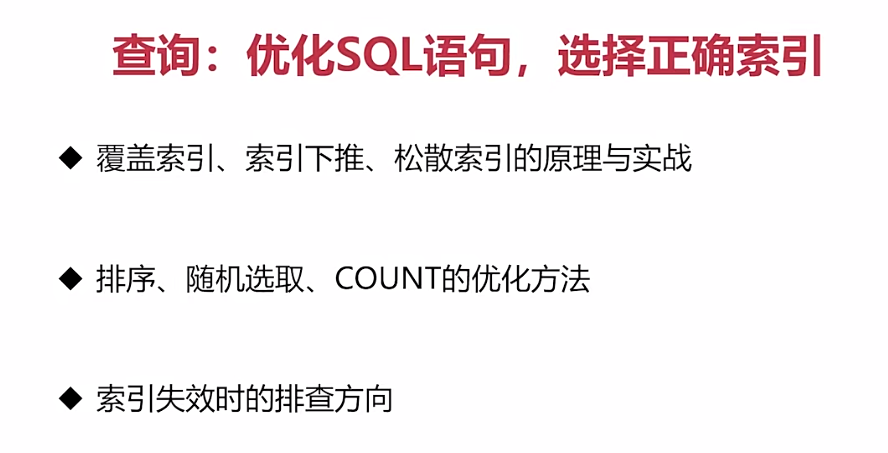 查询：优化SQL语句，选择正确索引
◆ 覆盖索引、索引下推、松散索引的原理与实战
◆ 排序、随机选取、COUNT的优化方法
◆ 索引失效时的排查方向